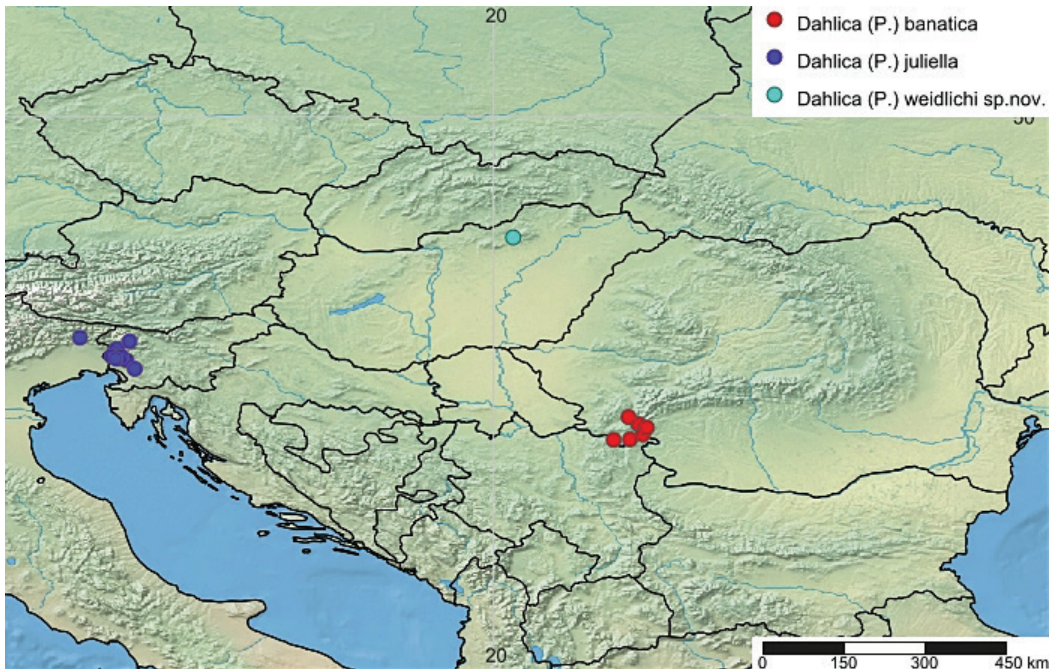 20
Dahlica (P.) banatica
Dahlica (P.) juliella
Dahlica (P.) weidlichi sp.nov.
50
20
0 150 300 450 km